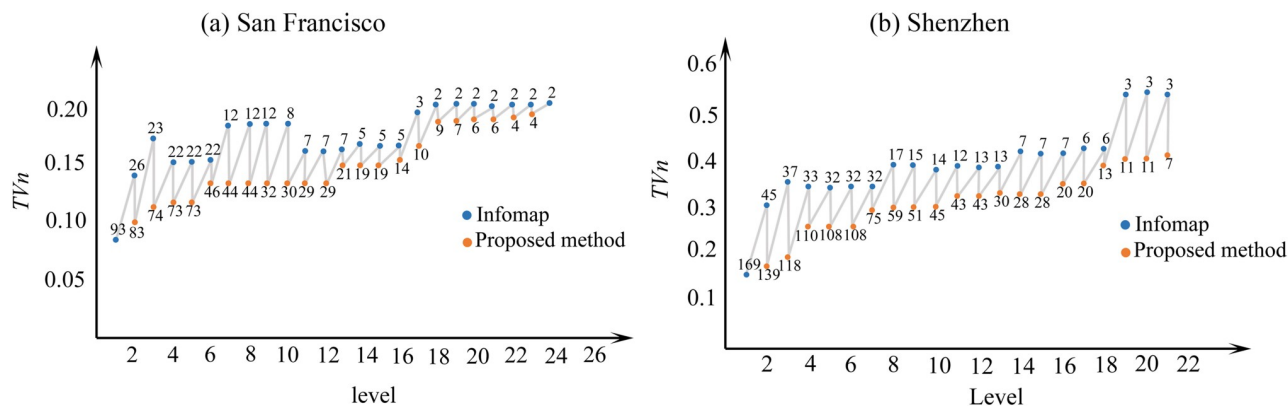 (a) San Francisco
TVn
0.20
0.15
0.10
0.05
93 26 23 22 22 22 12 12 12 8 7 7 7 5 5 5 3 2 2 2 2 2 2 2
83 74 73 73 46 44 44 32 30 29 29 21 19 19 14 10 9 7 6 6 4 4
Infomap
Proposed method
2 4 6 8 10 12 14 16 18 20 22 24 26
level
(b) Shenzhen
TVn
0.6
0.5
0.4
0.3
0.2
0.1
169 45 37 33 32 32 32 17 15 14 12 13 13 7 7 7 6 6 3 3 3
139 118 110 108 108 75 59 51 45 43 43 30 28 28 20 20 13 11 11 7
Infomap
Proposed method
2 4 6 8 10 12 14 16 18 20 22
Level